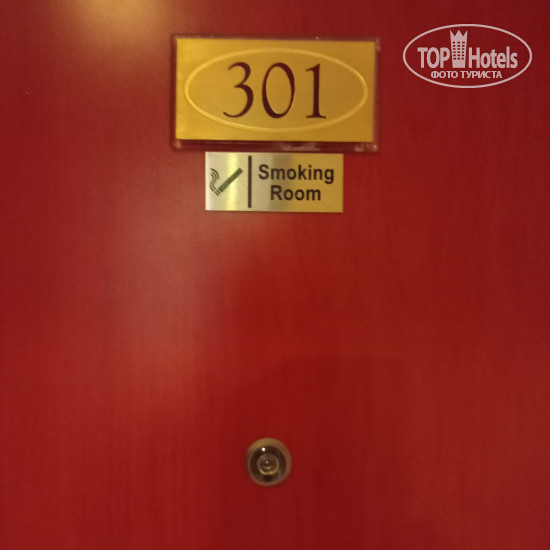 TOP Hotels
ФОТО ТУРИСТА
301
Smoking
Room